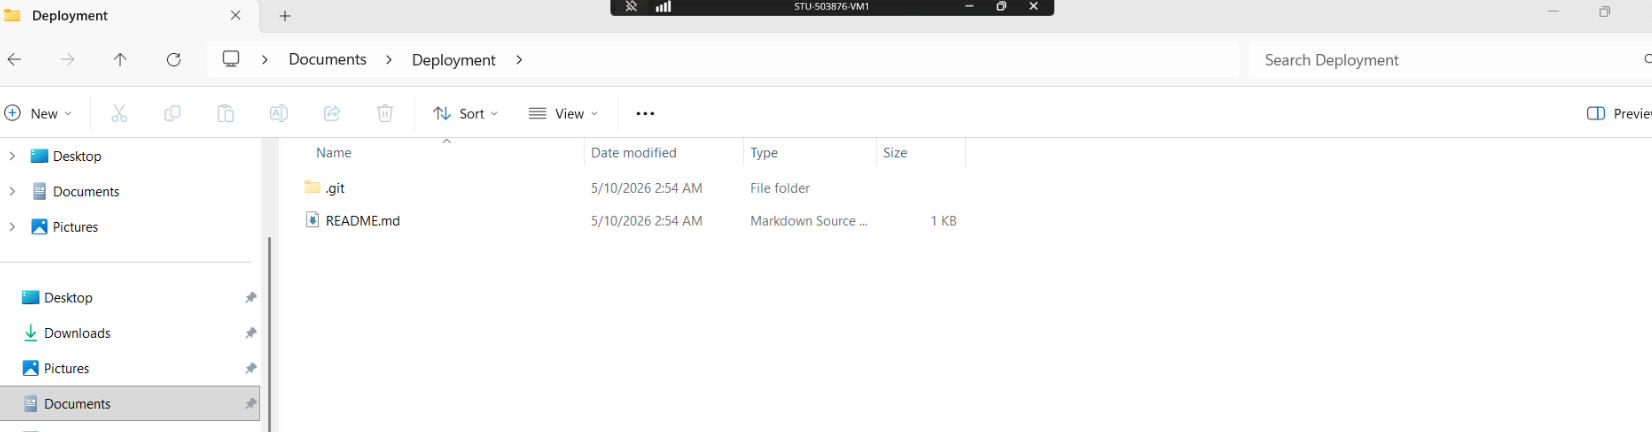 Deployment
STU-503876-VM1
Documents > Deployment >
Search Deployment
New
Sort
View
Desktop
Documents
Pictures
Desktop
Downloads
Pictures
Documents
Name Date modified Type Size
.git 5/10/2026 2:54 AM File folder
README.md 5/10/2026 2:54 AM Markdown Source ... 1 KB